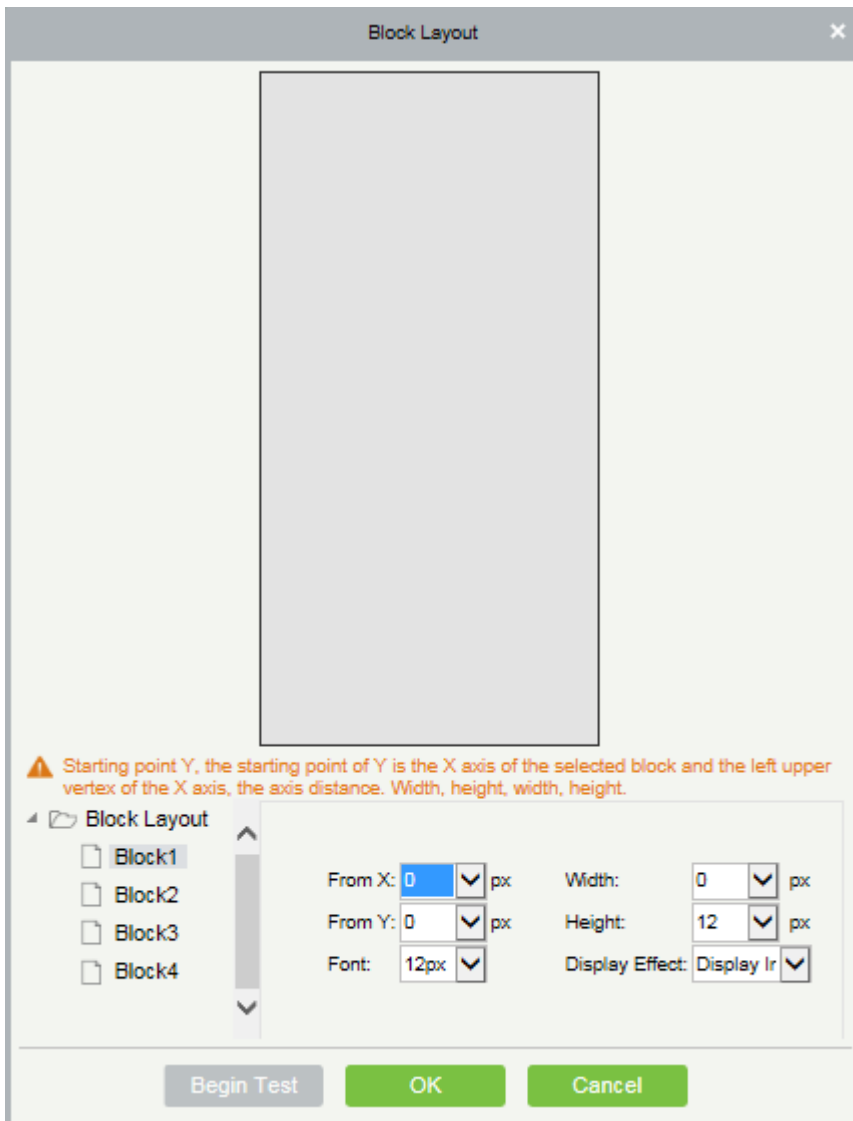 Block Layout
Starting point Y, the starting point of Y is the X axis of the selected block and the left upper
vertex of the X axis, the axis distance. Width, height, width, height.
Block Layout
Block1
Block2
Block3
Block4
From X: 0 px Width: 0 px
From Y: 0 px Height: 12 px
Font: 12px Display Effect: Display Ir
Begin Test OK Cancel